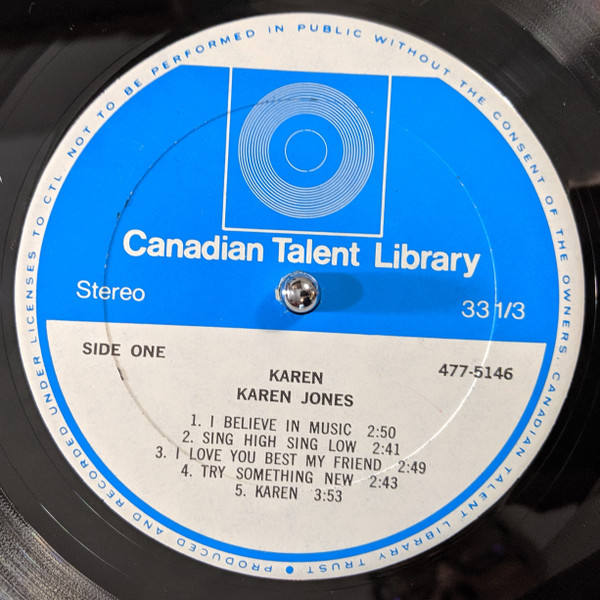 NOT TO BE PERFORMED IN PUBLIC WITHOUT THE CONSENT OF THE OWNERS, CANADIAN TALENT LIBRARY TRUST. • PRODUCED AND RECORDED UNDER LICENSES TO CTL
Canadian Talent Library
Stereo
33 1/3
SIDE ONE
477-5146
KAREN
KAREN JONES
1. I BELIEVE IN MUSIC 2:50
2. SING HIGH SING LOW 2:41
3. I LOVE YOU BEST MY FRIEND 2:49
4. TRY SOMETHING NEW 2:43
5. KAREN 3:53